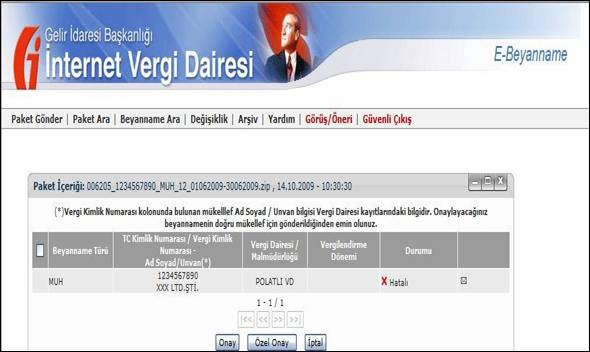 Gelir İdaresi Başkanlığı
İnternet Vergi Dairesi
E-Beyanname
Paket Gönder | Paket Ara | Beyanname Ara | Değişiklik | Arşiv | Yardım | Görüş/Öneri | Güvenli Çıkış
Paket İçeriği: 006205_1234567890_MUH_12_01062009-30062009.zip , 14.10.2009 - 10:30:30
(*)Vergi Kimlik Numarası kolonunda bulunan mükelllef Ad Soyad / Unvan bilgisi Vergi Dairesi kayıtlarındaki bilgidir. Onaylayacağınız
beyannamenin doğru mükellef için gönderildiğinden emin olunuz.
Beyanname Türü
TC Kimlik Numarası / Vergi Kimlik
Numarası -
Ad Soyad/Unvan(*)
Vergi Dairesi /
Malmüdürlüğü
Vergilendirme
Dönemi
Durumu
MUH
1234567890
XXX LTD.ŞTİ.
POLATLI VD
X Hatalı
1 - 1 / 1
|<< << >> >>|
Onay Özel Onay İptal